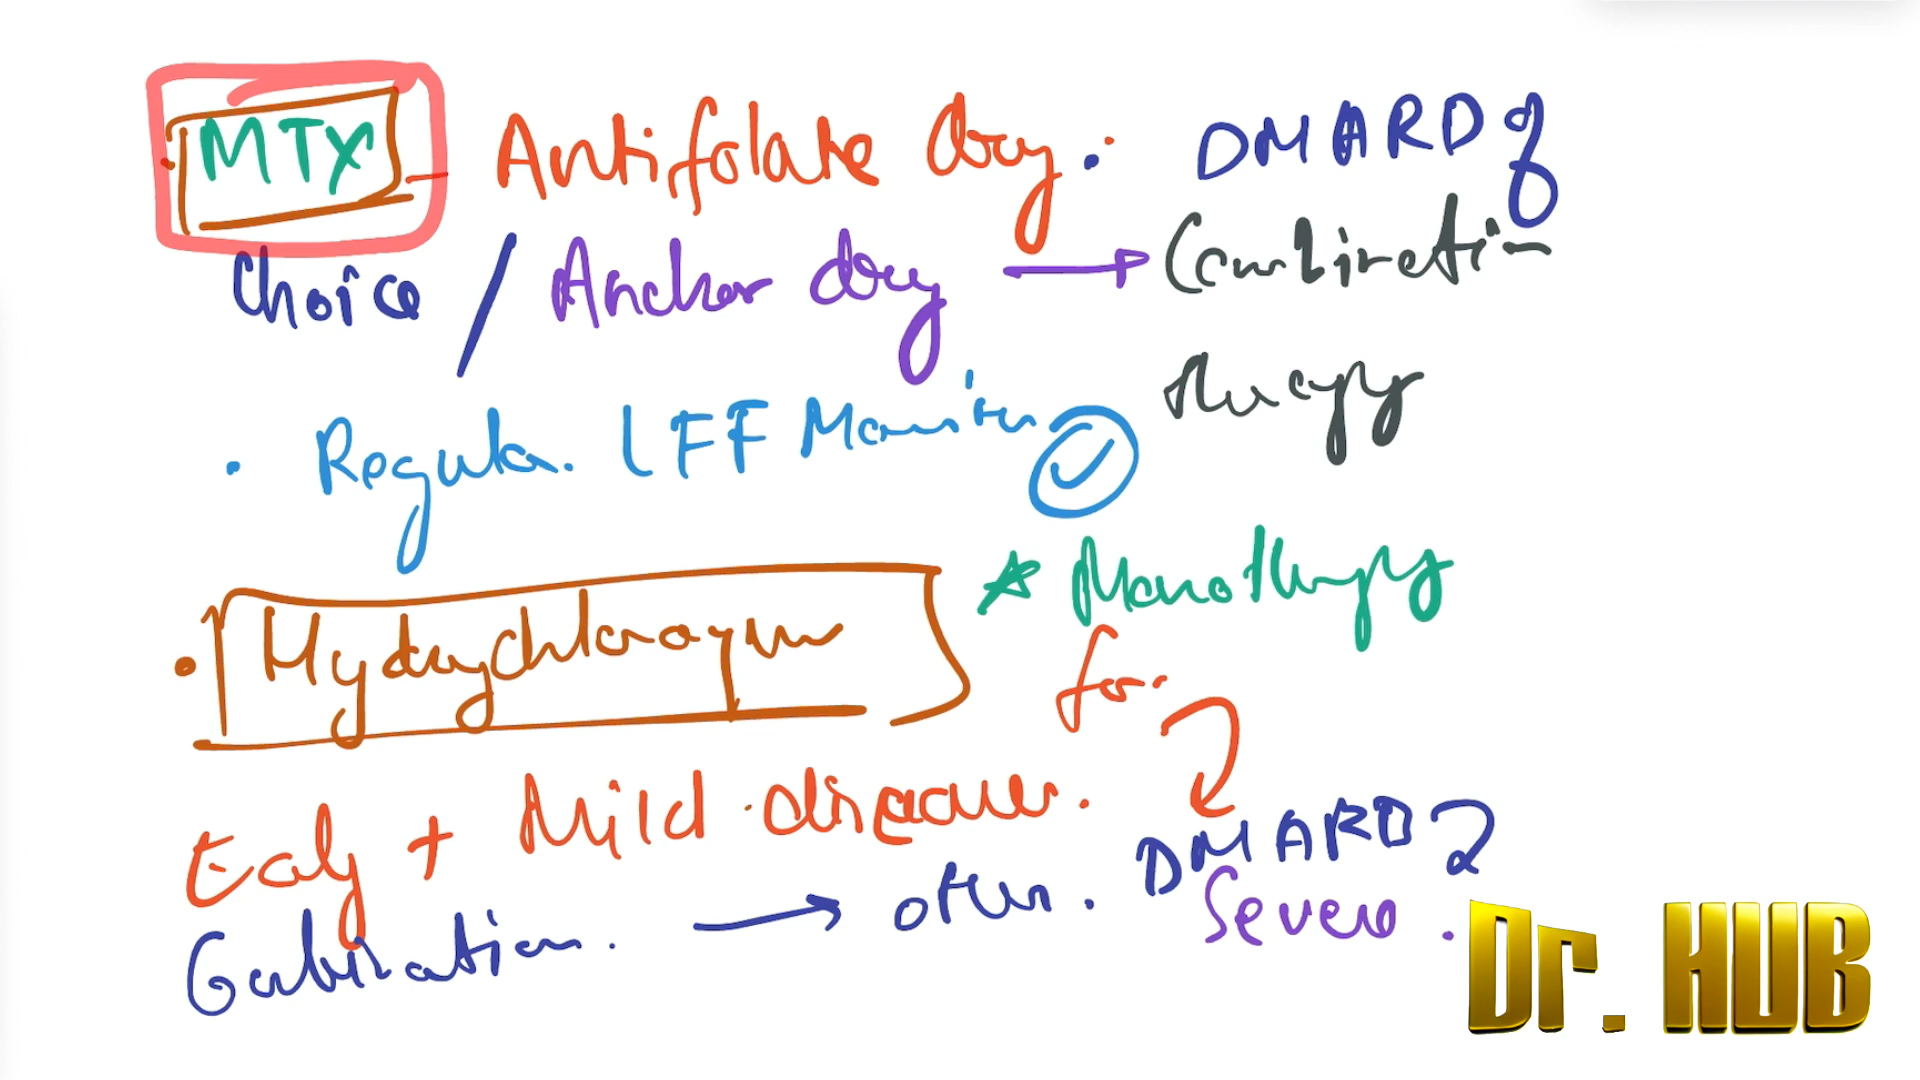 MTX - Antifolate drug. DMARD of
Choice / Anchor drug → Combination
therapy
• Regular LFT Monitor
• Hydroxychloroquine * Monotherapy
for.
Early + Mild disease.
Combination. → other. DMARD
Severe.
Dr. HUB